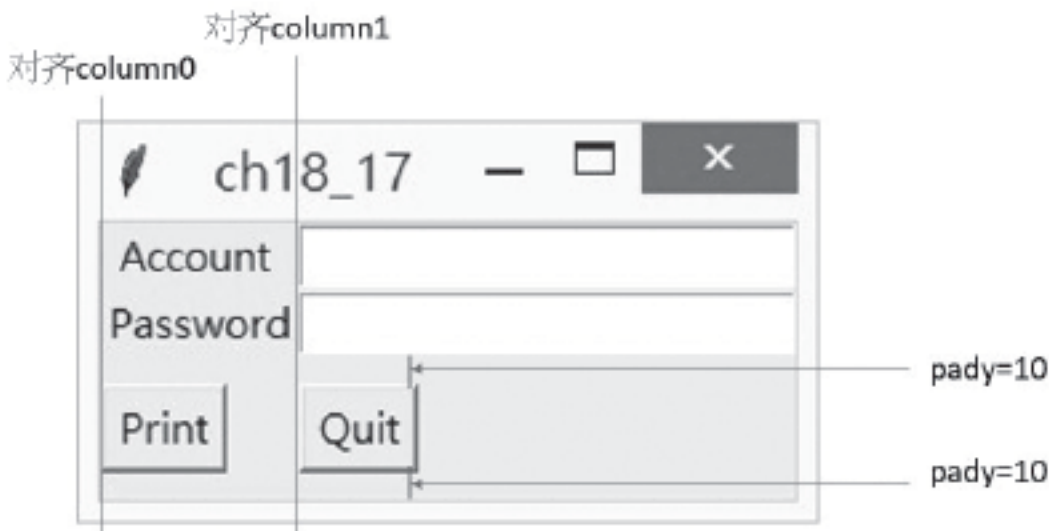 对齐column1
对齐column0
ch18_17
Account
Password
pady=10
Print
Quit
pady=10